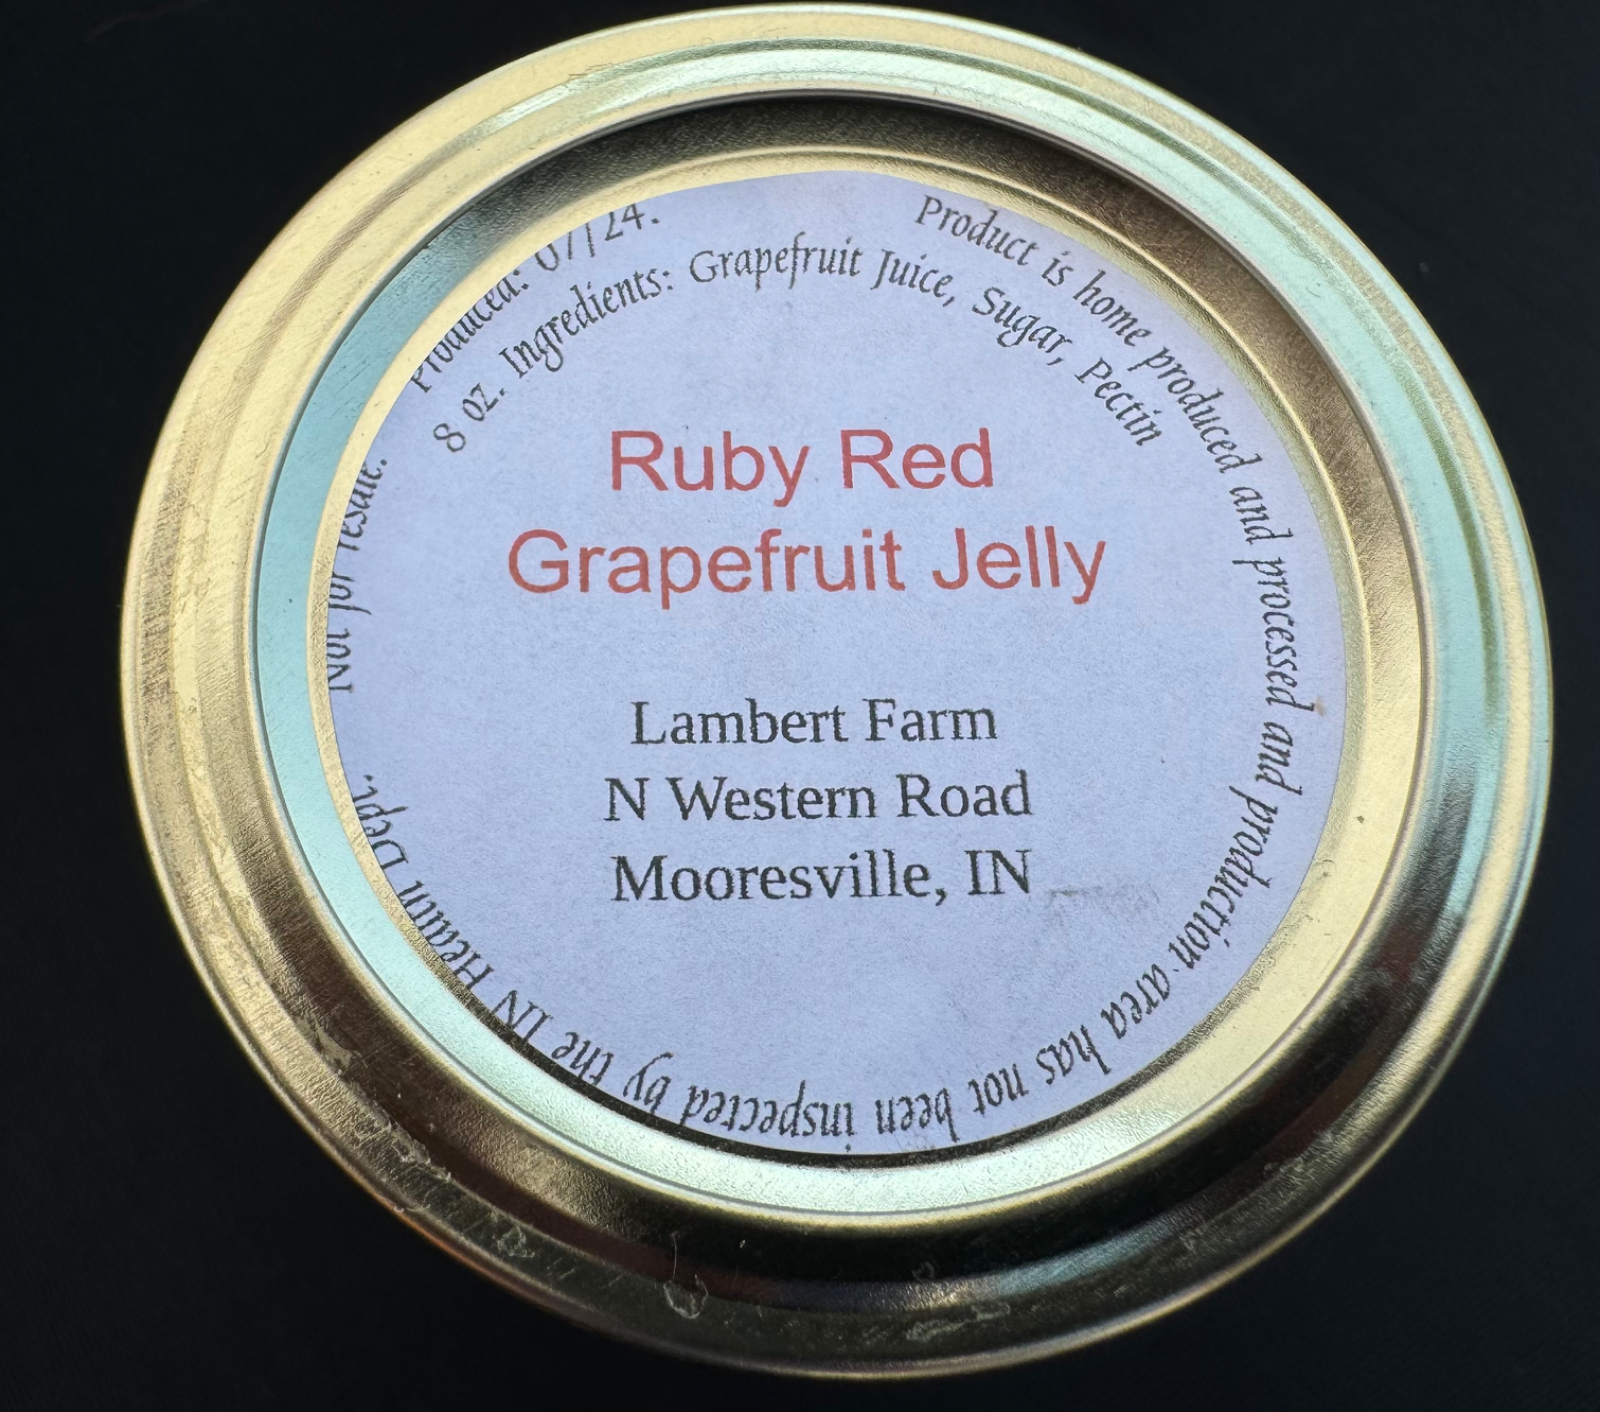 Produced: 07/24.
8 oz. Ingredients: Grapefruit Juice, Sugar, Pectin
Product is home produced and processed and production area has not been inspected by the IN Health Dept.
Not for resale.
Ruby Red
Grapefruit Jelly
Lambert Farm
N Western Road
Mooresville, IN